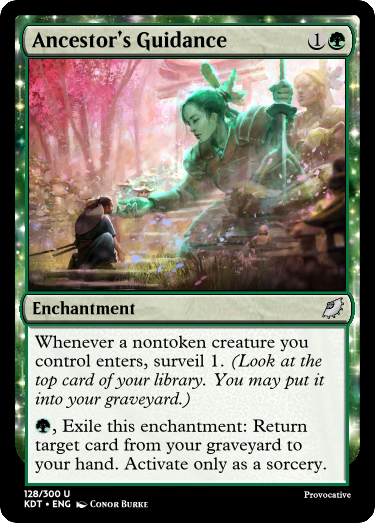 Ancestor's Guidance 1
Enchantment
Whenever a nontoken creature you
control enters, surveil 1. (Look at the
top card of your library. You may put it
into your graveyard.)
, Exile this enchantment: Return
target card from your graveyard to
your hand. Activate only as a sorcery.
128/300 U
KDT • ENG Conor Burke
Provocative